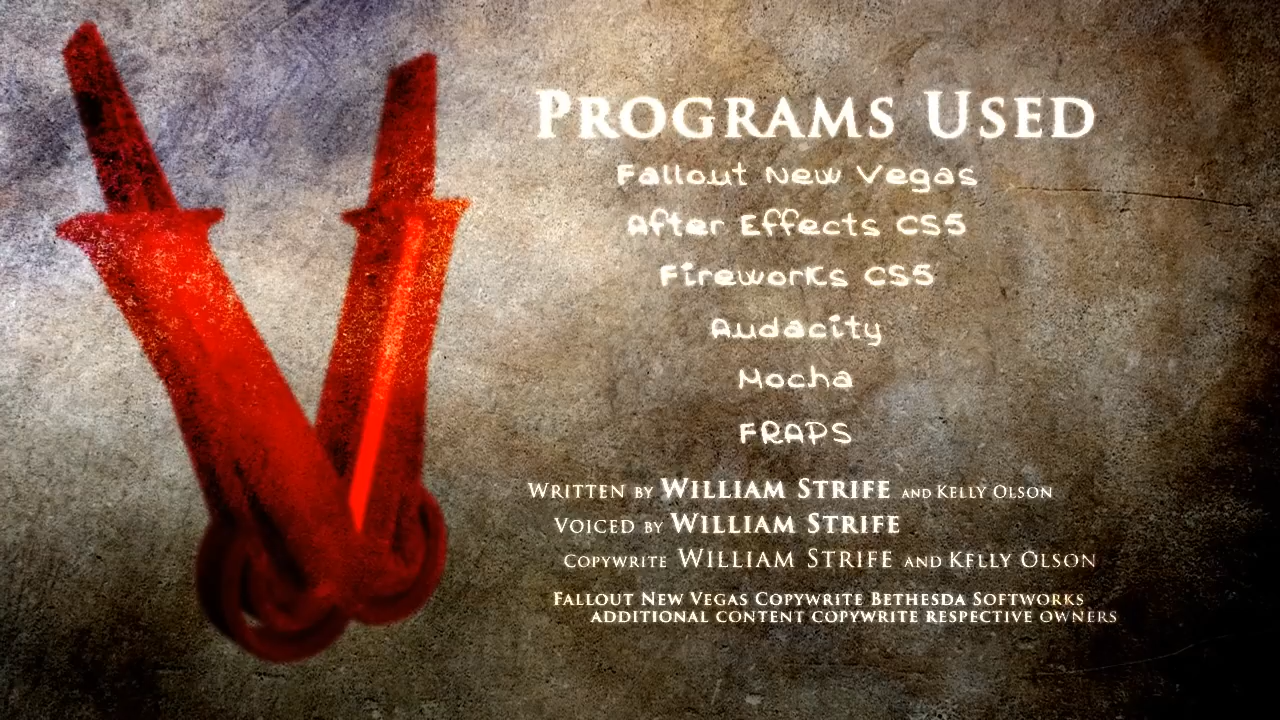 Programs Used
Fallout New Vegas
After Effects CS5
Fireworks CS5
Audacity
Mocha
FRAPS
Written by William Strife and Kelly Olson
Voiced by William Strife
Copywrite William Strife and Kelly Olson
Fallout New Vegas Copywrite Bethesda Softworks
additional content copywrite respective owners